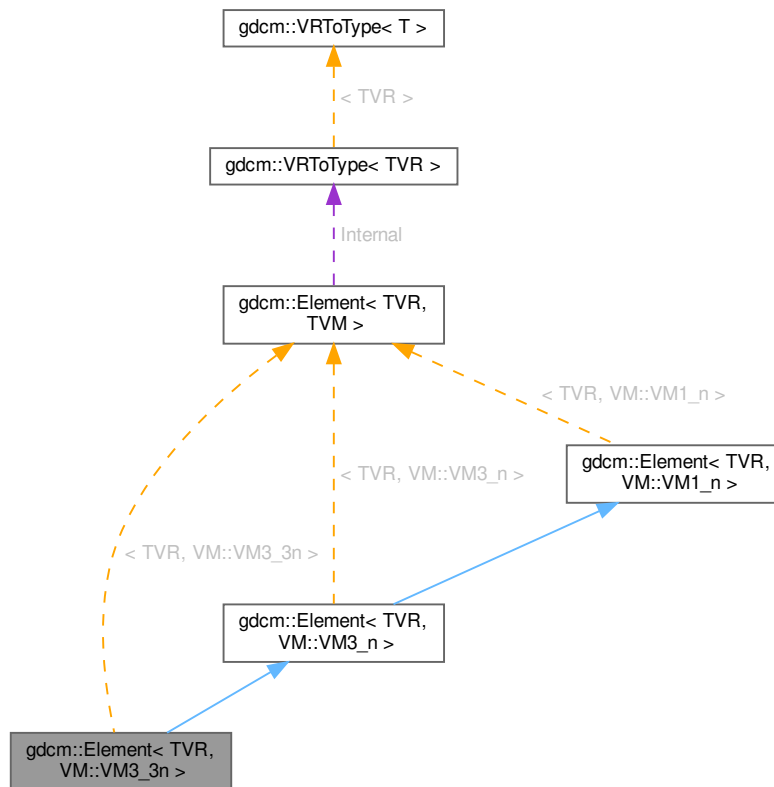 gdcm::VRToType< T >
< TVR >
gdcm::VRToType< TVR >
Internal
gdcm::Element< TVR,
TVM >
< TVR, VM::VM1_n >
gdcm::Element< TVR,
VM::VM1_n >
< TVR, VM::VM3_n >
< TVR, VM::VM3_3n >
gdcm::Element< TVR,
VM::VM3_n >
gdcm::Element< TVR,
VM::VM3_3n >